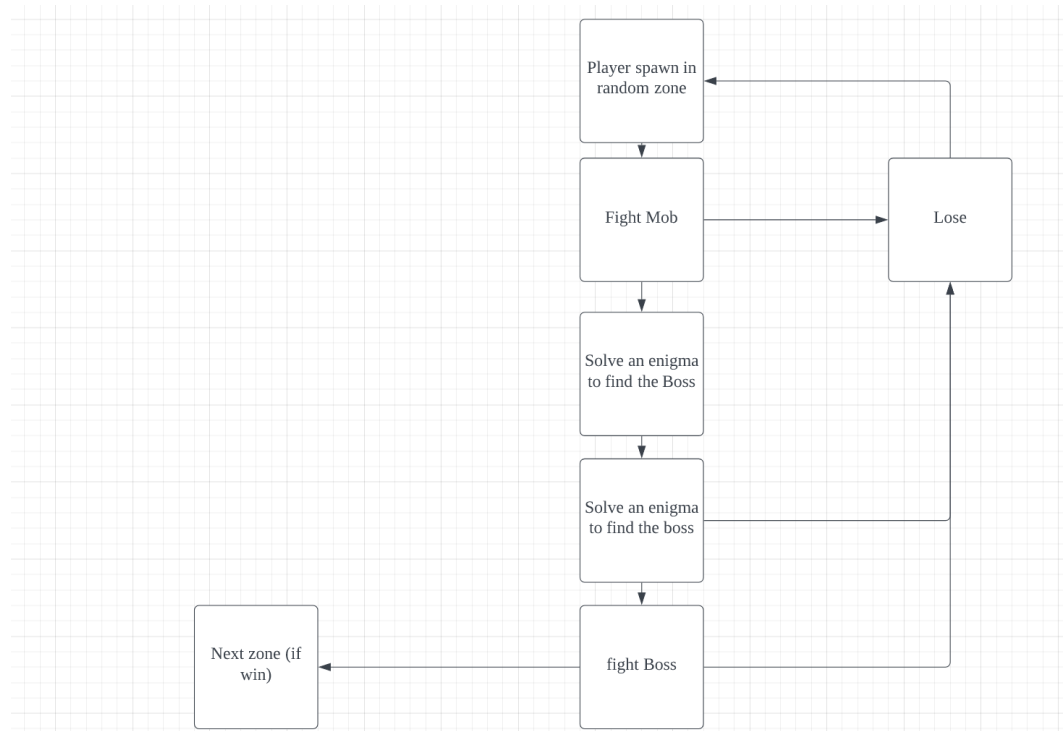 Player spawn in
random zone
Fight Mob
Lose
Solve an enigma
to find the Boss
Solve an enigma
to find the boss
Next zone (if
win)
fight Boss